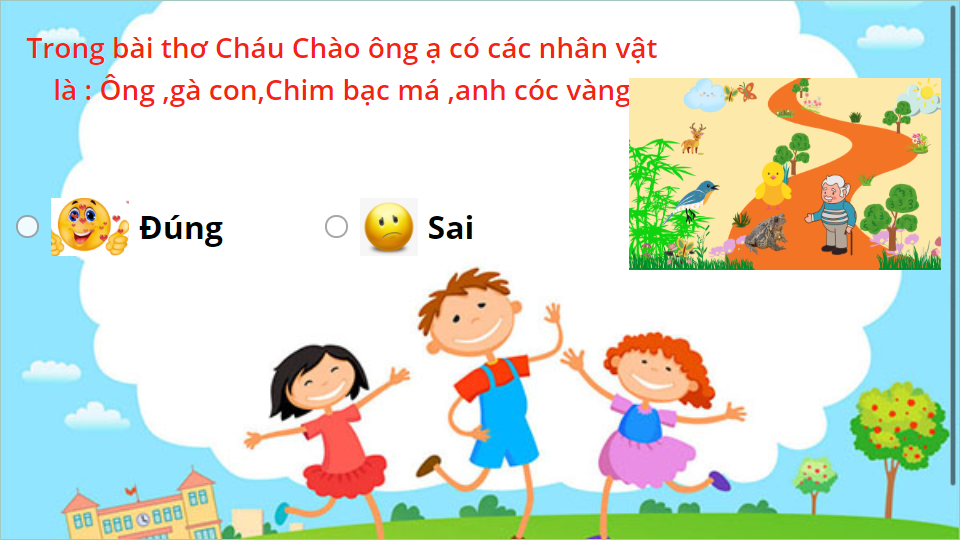 Trong bài thơ Cháu Chào ông ạ có các nhân vật
là : Ông ,gà con,Chim bạc má ,anh cóc vàng
Đúng
Sai